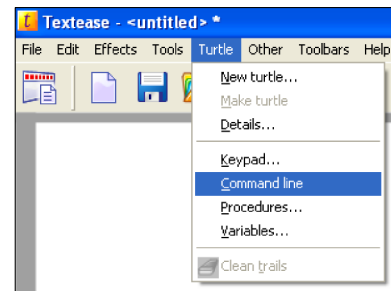 Textease - <untitled> *
File Edit Effects Tools Turtle Other Toolbars Help
New turtle...
Make turtle
Details...
Keypad...
Command line
Procedures...
Variables...
Clean trails